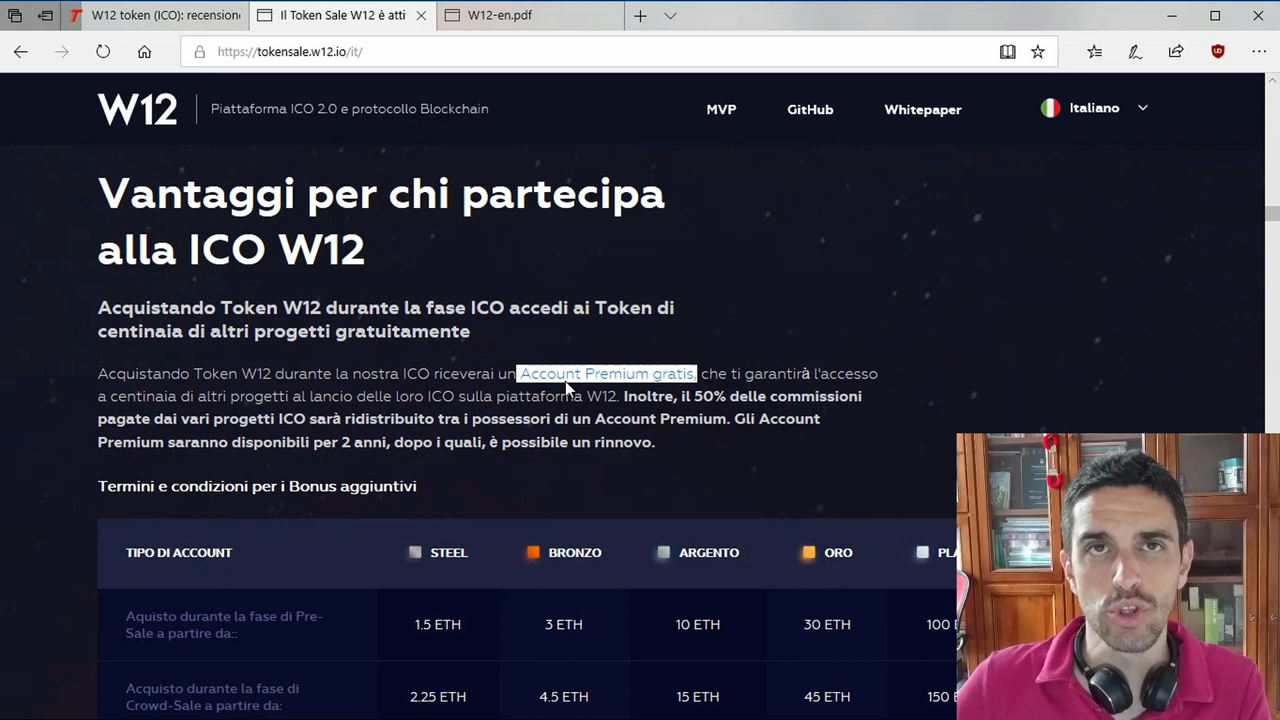 W12 token (ICO): recensione
Il Token Sale W12 è atti
W12-en.pdf
https://tokensale.w12.io/it/
W12
Piattaforma ICO 2.0 e protocollo Blockchain
MVP
GitHub
Whitepaper
Italiano
Vantaggi per chi partecipa
alla ICO W12
Acquistando Token W12 durante la fase ICO accedi ai Token di
centinaia di altri progetti gratuitamente
Acquistando Token W12 durante la nostra ICO riceverai un Account Premium gratis, che ti garantirà l'accesso
a centinaia di altri progetti al lancio delle loro ICO sulla piattaforma W12. Inoltre, il 50% delle commissioni
pagate dai vari progetti ICO sarà ridistribuito tra i possessori di un Account Premium. Gli Account
Premium saranno disponibili per 2 anni, dopo i quali, è possibile un rinnovo.
Termini e condizioni per i Bonus aggiuntivi
TIPO DI ACCOUNT STEEL BRONZO ARGENTO ORO PLA
Aquisto durante la fase di Pre-
Sale a partire da::
1.5 ETH 3 ETH 10 ETH 30 ETH 100 E
Acquisto durante la fase di
Crowd-Sale a partire da:
2.25 ETH 4.5 ETH 15 ETH 45 ETH 150